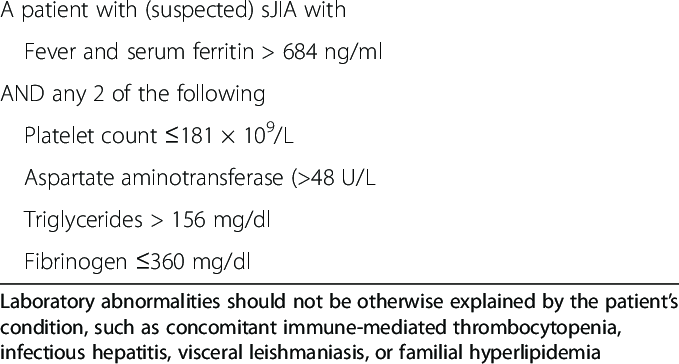 A patient with (suspected) sJIA with
Fever and serum ferritin > 684 ng/ml
AND any 2 of the following
Platelet count ≤181 × 10⁹/L
Aspartate aminotransferase (>48 U/L
Triglycerides > 156 mg/dl
Fibrinogen ≤360 mg/dl
Laboratory abnormalities should not be otherwise explained by the patient’s
condition, such as concomitant immune-mediated thrombocytopenia,
infectious hepatitis, visceral leishmaniasis, or familial hyperlipidemia